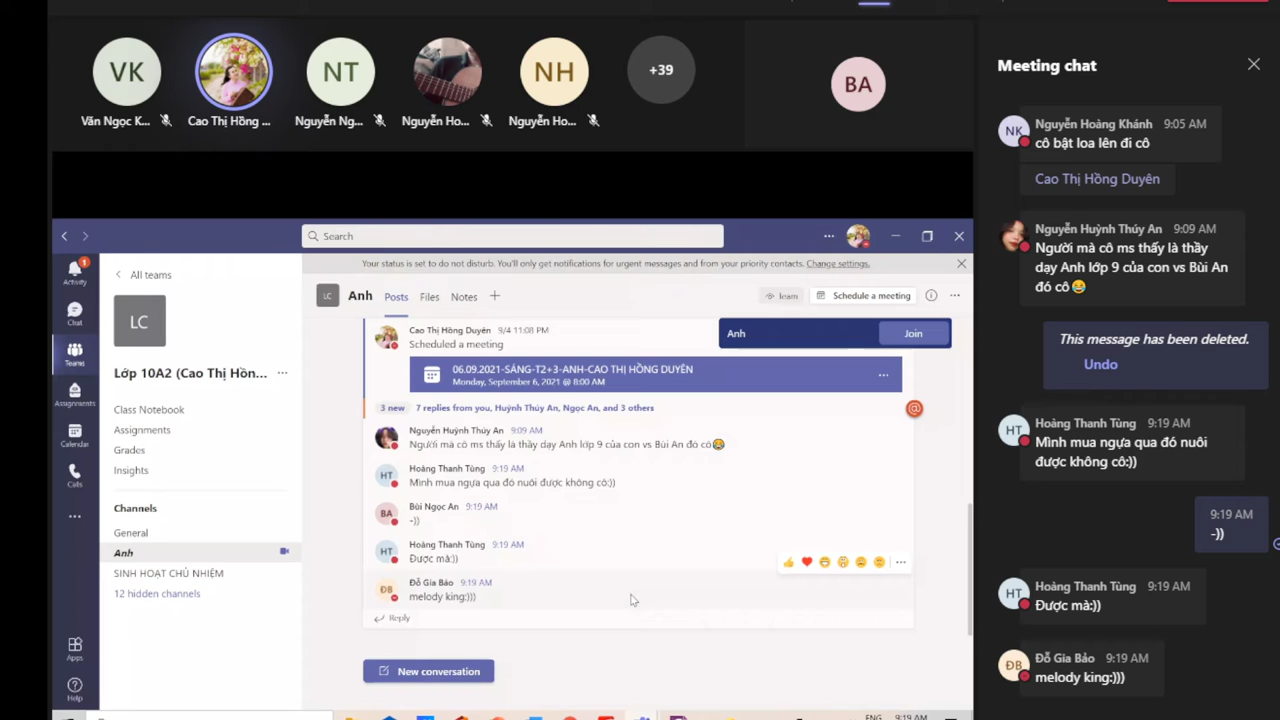 VK
NT
NH
+39
BA
Văn Ngọc K...
Cao Thị Hồng ...
Nguyễn Ng...
Nguyễn Ho...
Nguyễn Ho...
Search
Your status is set to do not disturb. You'll only get notifications for urgent messages and from your priority contacts. Change settings.
1
Activity
Chat
Teams
Assignments
Calendar
Calls
Apps
Help
All teams
LC
Lớp 10A2 (Cao Thị Hồn...
Class Notebook
Assignments
Grades
Insights
Channels
General
Anh
SINH HOẠT CHỦ NHIỆM
12 hidden channels
LC
Anh
Posts
Files
Notes
Team
Schedule a meeting
Cao Thị Hồng Duyên 9/4 11:08 PM
Scheduled a meeting
Anh
Join
06.09.2021-SÁNG-T2+3-ANH-CAO THỊ HỒNG DUYÊN
Monday, September 6, 2021 @ 8:00 AM
3 new 7 replies from you, Huỳnh Thúy An, Ngọc An, and 3 others
Nguyễn Huỳnh Thúy An 9:09 AM
Người mà cô ms thấy là thầy dạy Anh lớp 9 của con vs Bùi An đó cô😂
HT
Hoàng Thanh Tùng 9:19 AM
Mình mua ngựa qua đó nuôi được không cô:))
BA
Bùi Ngọc An 9:19 AM
-))
HT
Hoàng Thanh Tùng 9:19 AM
Được mà:))
ĐB
Đỗ Gia Bảo 9:19 AM
melody king:)))
Reply
New conversation
ENG
9:19 AM
Meeting chat
NK
Nguyễn Hoàng Khánh 9:05 AM
cô bật loa lên đi cô
Cao Thị Hồng Duyên
Nguyễn Huỳnh Thúy An 9:09 AM
Người mà cô ms thấy là thầy
dạy Anh lớp 9 của con vs Bùi An
đó cô😂
This message has been deleted.
Undo
HT
Hoàng Thanh Tùng 9:19 AM
Mình mua ngựa qua đó nuôi
được không cô:))
9:19 AM
-))
HT
Hoàng Thanh Tùng 9:19 AM
Được mà:))
ĐB
Đỗ Gia Bảo 9:19 AM
melody king:)))